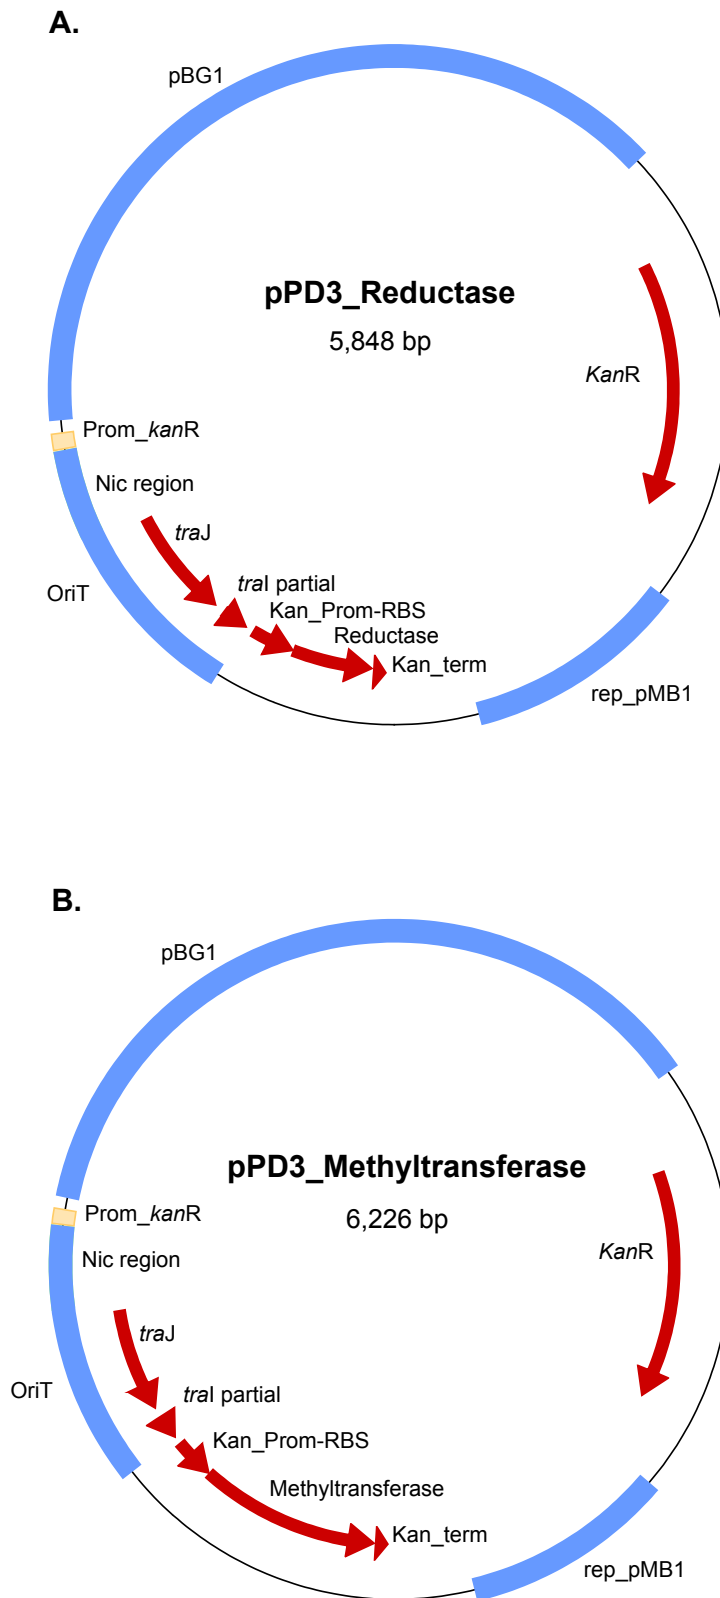 A.
pBG1
pPD3_Reductase
5,848 bp
KanR
Prom_kanR
Nic region
traJ
OriT
traI partial
Kan_Prom-RBS
Reductase
Kan_term
rep_pMB1
B.
pBG1
pPD3_Methyltransferase
6,226 bp
Prom_kanR
KanR
Nic region
traJ
OriT
traI partial
Kan_Prom-RBS
Methyltransferase
Kan_term
rep_pMB1